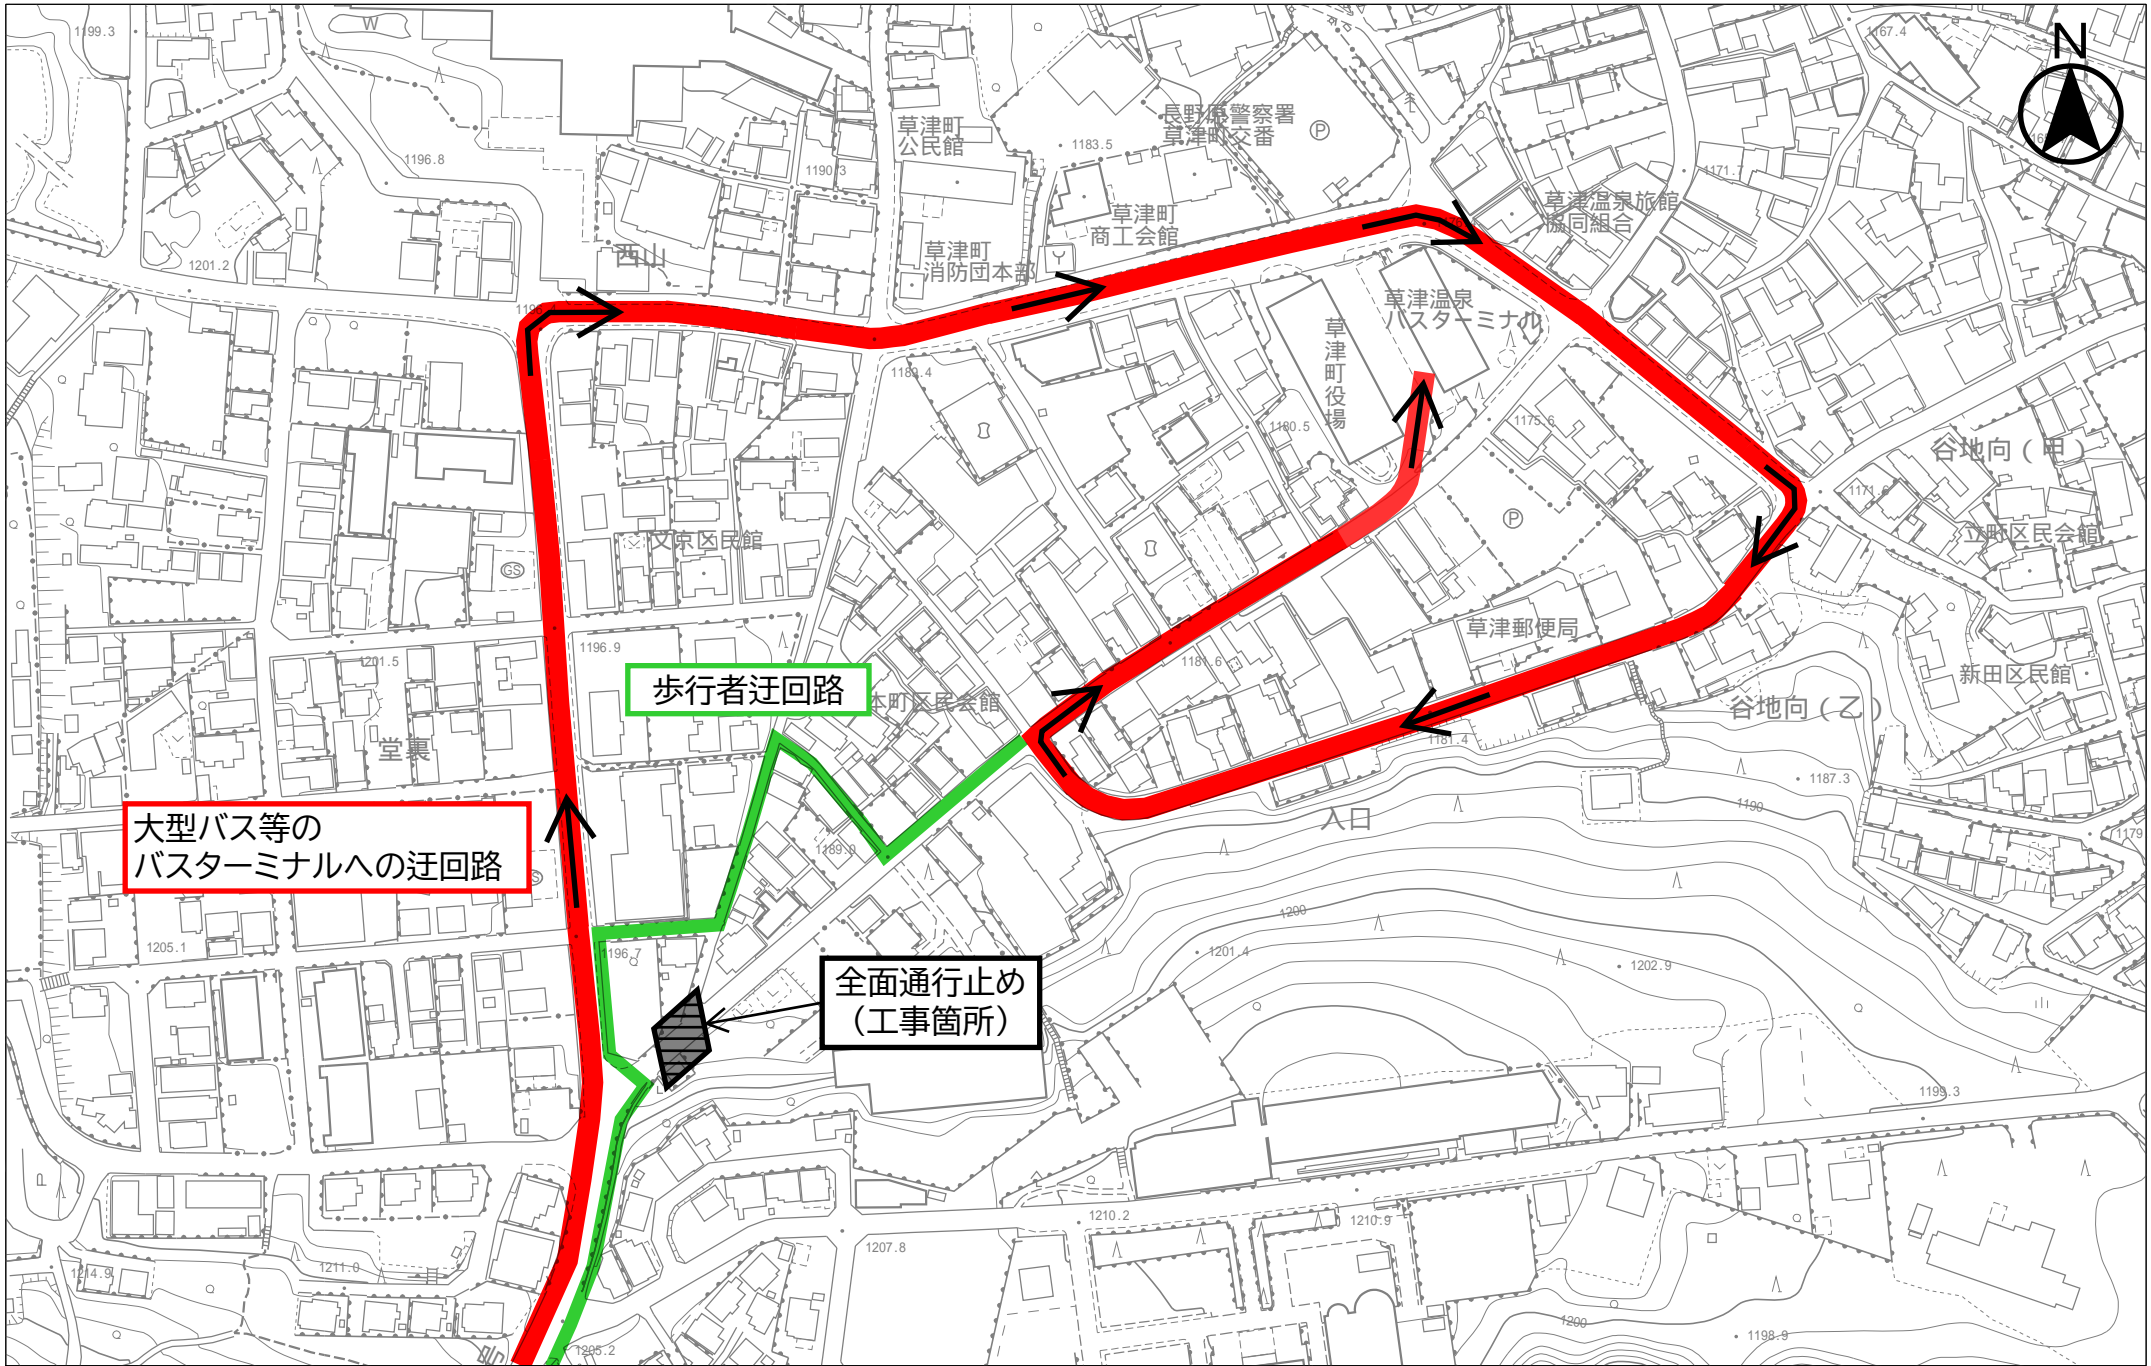 1199.3
W
1167.4
N
草津町
公民館
長野原警察署
草津町交番
P
1183.5
1196.8
1190.3
1171.7
草津町
商工会館
草津温泉旅館
協同組合
西山
草津町
消防団本部
1201.2
草津温泉
バスターミナル
草津町役場
1180.5
1175.6
谷地向(甲)
P
文京区民館
GS
立町区民会館
1196.9
1201.5
草津郵便局
1181.6
新田区民館
歩行者迂回路
本町区民会館
谷地向(乙)
堂裏
1181.4
1187.3
1190
入口
大型バス等の
バスターミナルへの迂回路
1189.0
1179
1200
1205.1
1196.7
1201.4
1202.9
全面通行止め
(工事箇所)
1199.3
1210.2
1210.9
1207.8
1214.9
1211.0
1200
1198.9
1205.2